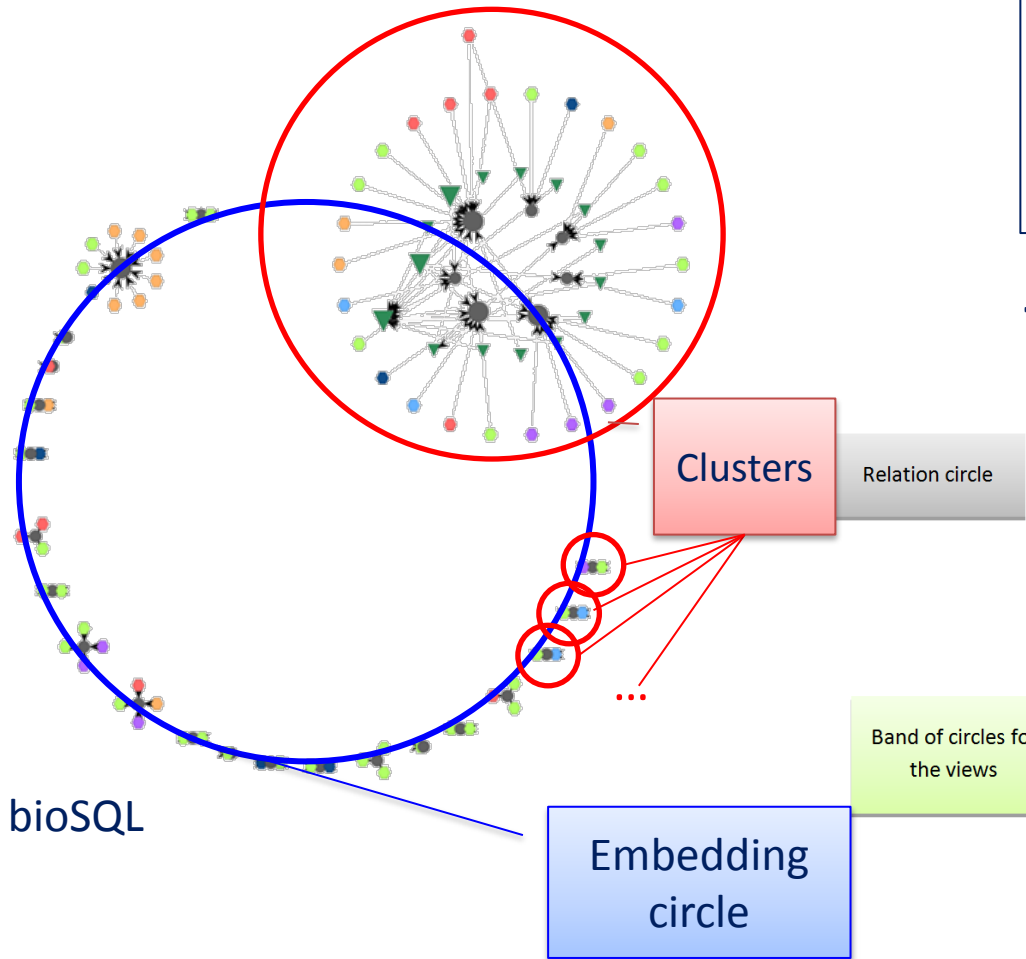 Clusters
Relation circle
...
Band of circles fo
the views
bioSQL
Embedding
circle